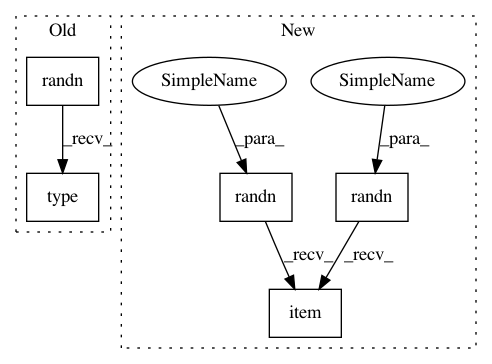 Old
New
randn
SimpleName
SimpleName
_recv_
_para_
_para_
type
randn
randn
_recv_
_recv_
item